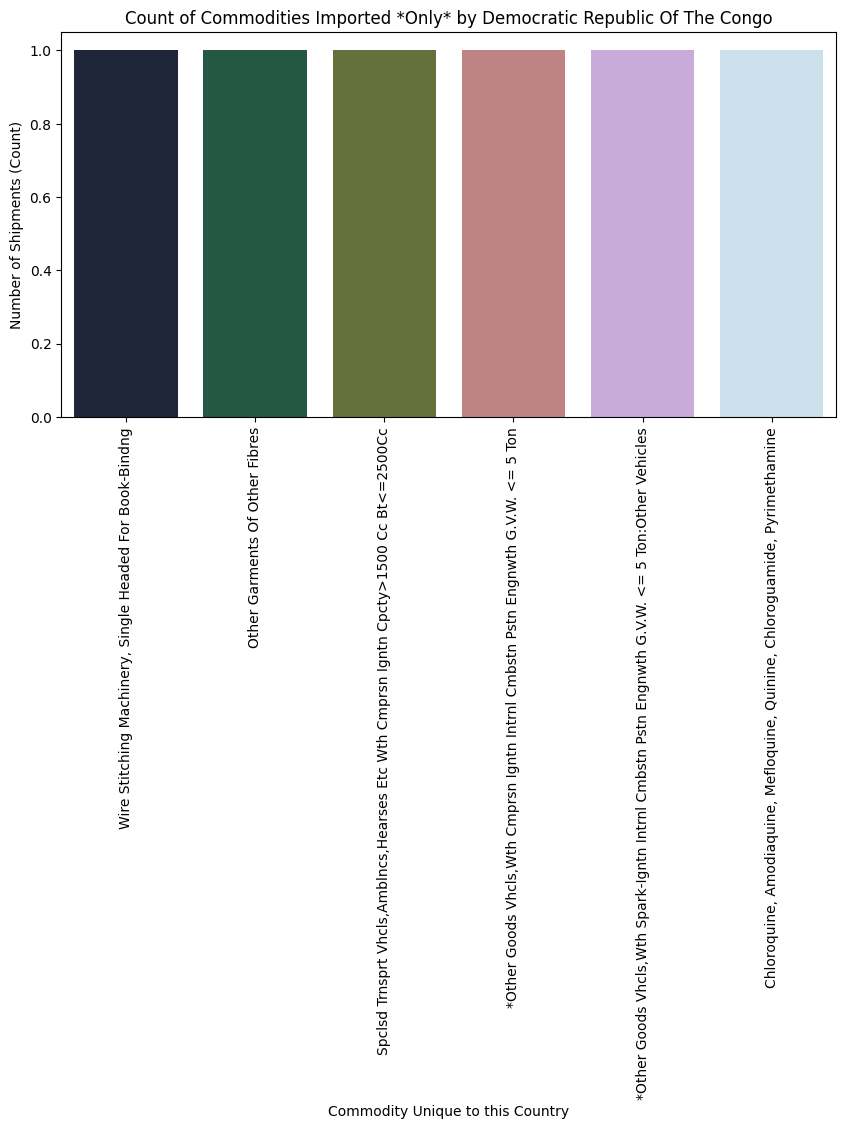 Count of Commodities Imported *Only* by Democratic Republic Of The Congo
Number of Shipments (Count)
1.0
0.8
0.6
0.4
0.2
0.0
Wire Stitching Machinery, Single Headed For Book-Bindng
Other Garments Of Other Fibres
Spclsd Trnsprt Vhcls,Amblncs,Hearses Etc Wth Cmprsn Igntn Cpcty>1500 Cc Bt<=2500Cc
*Other Goods Vhcls,Wth Cmprsn Igntn Intrnl Cmbstn Pstn Engnwth G.V.W. <= 5 Ton
*Other Goods Vhcls,Wth Spark-Igntn Intrnl Cmbstn Pstn Engnwth G.V.W. <= 5 Ton:Other Vehicles
Chloroquine, Amodiaquine, Mefloquine, Quinine, Chloroguamide, Pyrimethamine
Commodity Unique to this Country